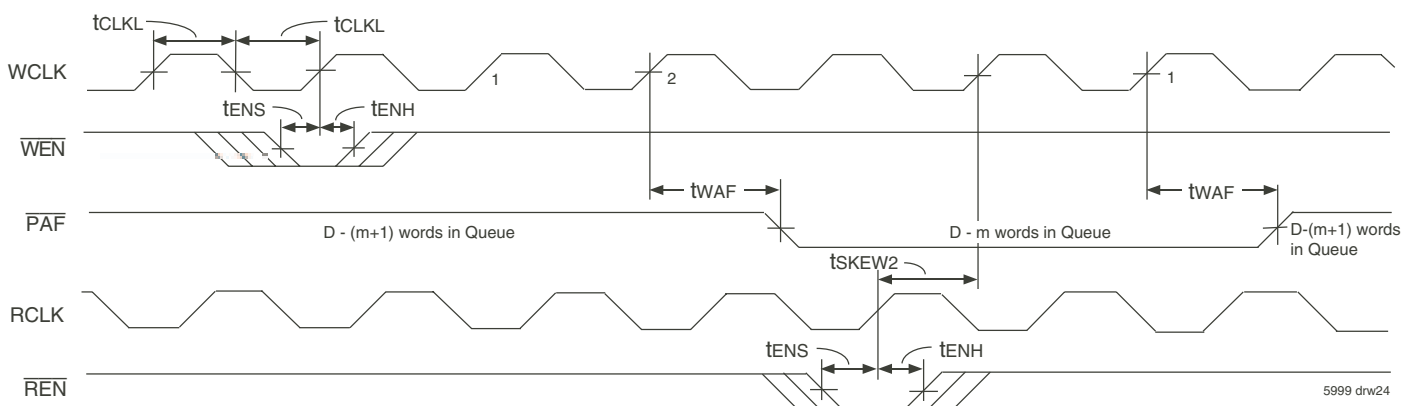 tCLKL tCLKL
WCLK 1 2 1
tENS tENH
WEN
tWAF tWAF
PAF
D - (m+1) words in Queue D - m words in Queue D-(m+1) words
in Queue
tSKEW2
RCLK
tENS tENH
REN
5999 drw24